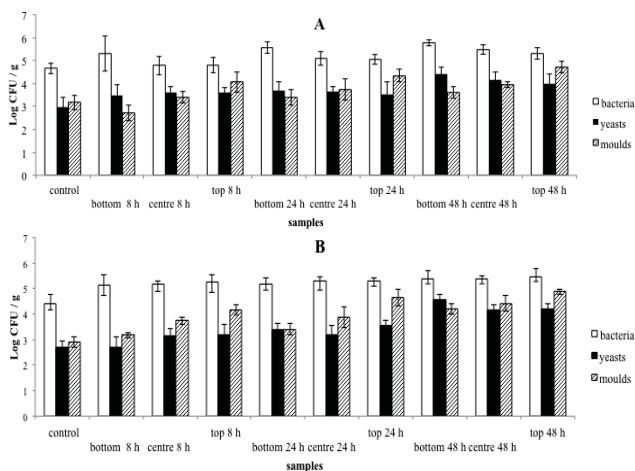 A
7
6
5
4
3
2
1
0
Log CFU / g
control
bottom 8 h
centre 8 h
top 8 h
bottom 24 h
centre 24 h
top 24 h
bottom 48 h
centre 48 h
top 48 h
samples
bacteria
yeasts
moulds
B
7
6
5
4
3
2
1
0
Log CFU / g
control
bottom 8 h
centre 8 h
top 8 h
bottom 24 h
centre 24 h
top 24 h
bottom 48 h
centre 48 h
top 48 h
samples
bacteria
yeasts
moulds